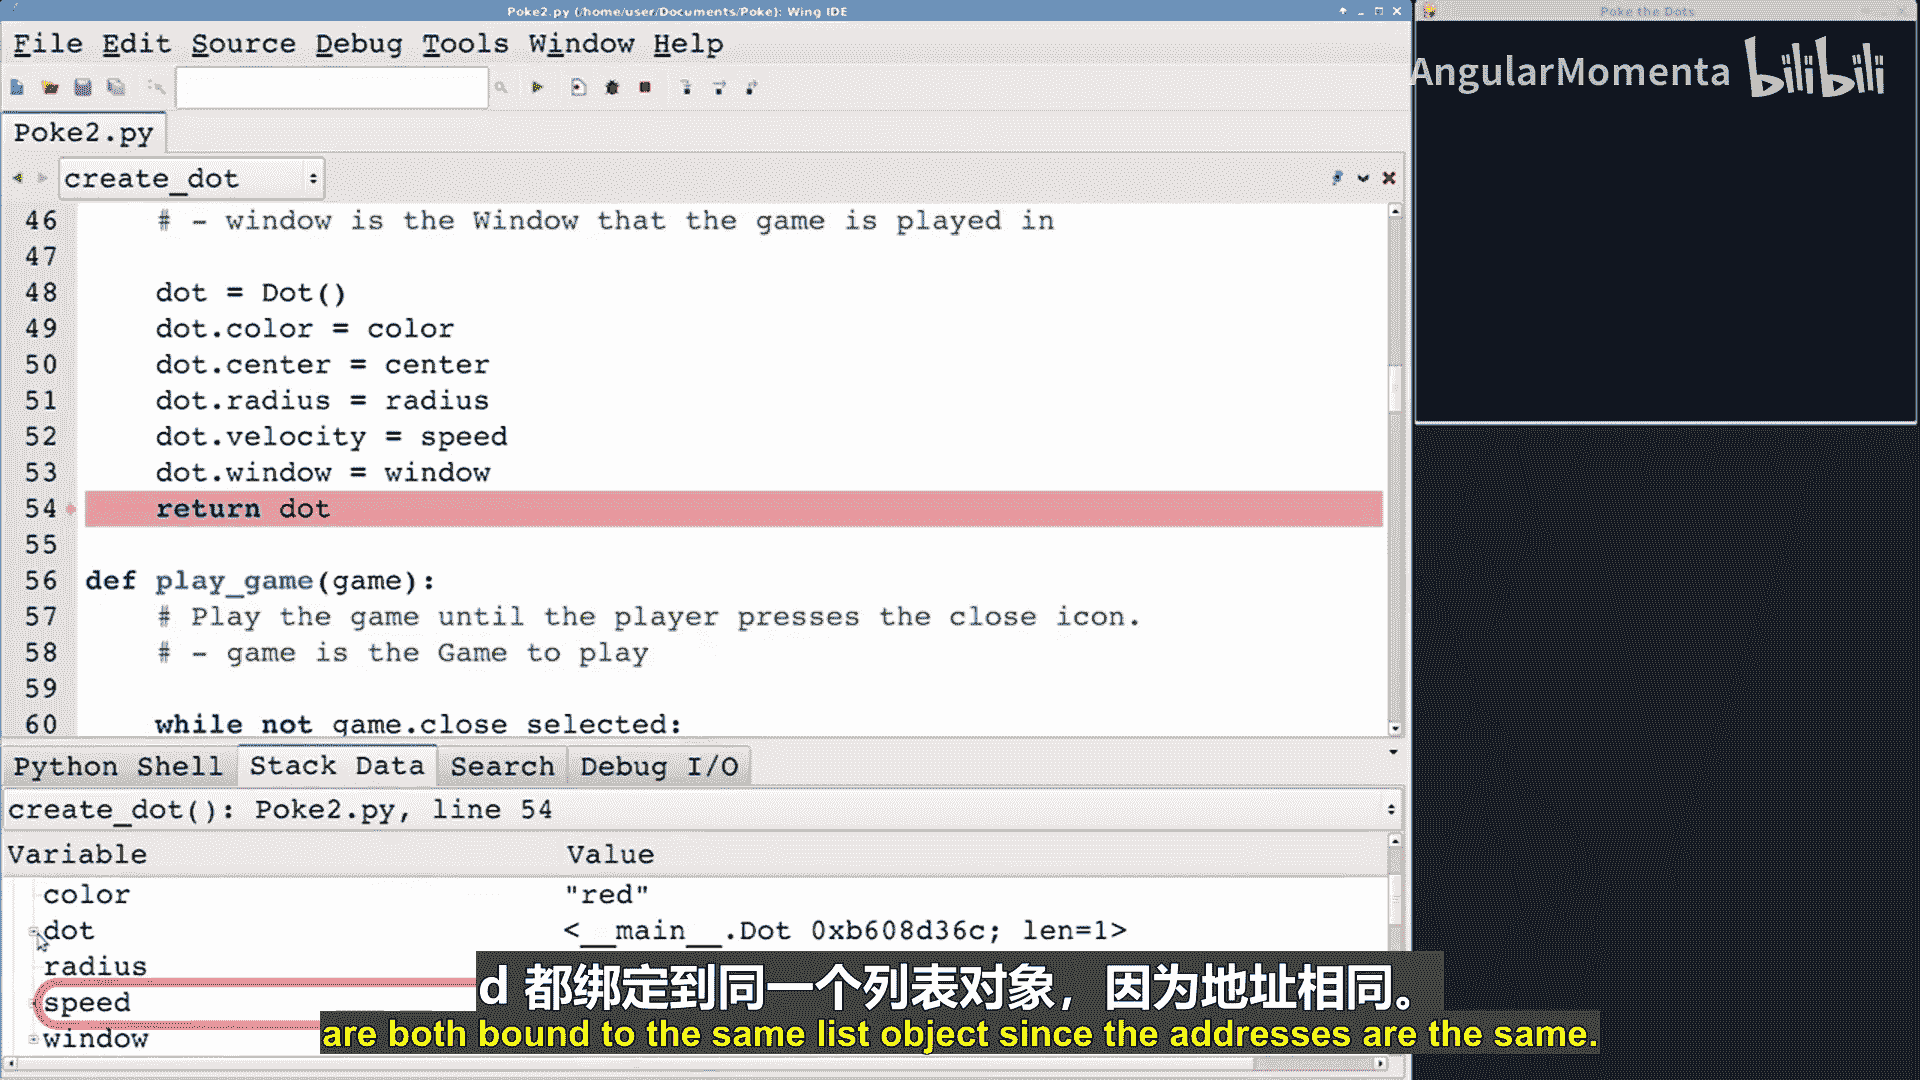 Poke2.py (/home/user/Documents/Poke): Wing IDE
Poke the Dots
File Edit Source Debug Tools Window Help
AngularMomenta bilibili
Poke2.py
create_dot
46 # - window is the Window that the game is played in
47
48 dot = Dot()
49 dot.color = color
50 dot.center = center
51 dot.radius = radius
52 dot.velocity = speed
53 dot.window = window
54 return dot
55
56 def play_game(game):
57 # Play the game until the player presses the close icon.
58 # - game is the Game to play
59
60 while not game.close_selected:
Python Shell Stack Data Search Debug I/O
create_dot(): Poke2.py, line 54
Variable Value
color "red"
dot <__main__.Dot 0xb608d36c; len=1>
radius
speed
window
d 都绑定到同一个列表对象，因为地址相同。
are both bound to the same list object since the addresses are the same.